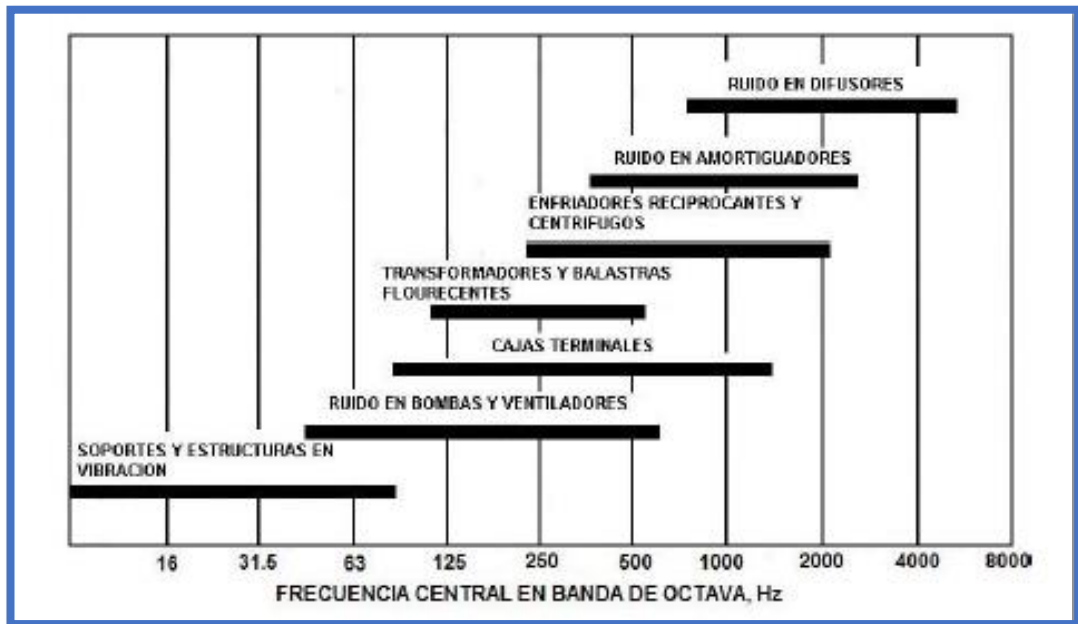 RUIDO EN DIFUSORES
RUIDO EN AMORTIGUADORES
ENFRIADORES RECIPROCANTES Y
CENTRIFUGOS
TRANSFORMADORES Y BALASTRAS
FLOURECENTES
CAJAS TERMINALES
RUIDO EN BOMBAS Y VENTILADORES
SOPORTES Y ESTRUCTURAS EN
VIBRACION
16 31.5 63 125 250 500 1000 2000 4000 8000
FRECUENCIA CENTRAL EN BANDA DE OCTAVA, Hz